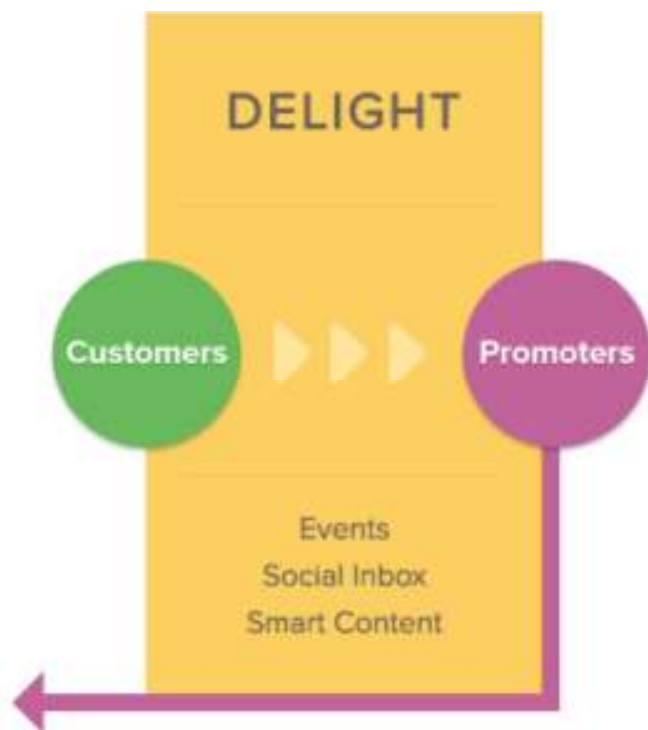 DELIGHT
Customers
Promoters
Events
Social Inbox
Smart Content